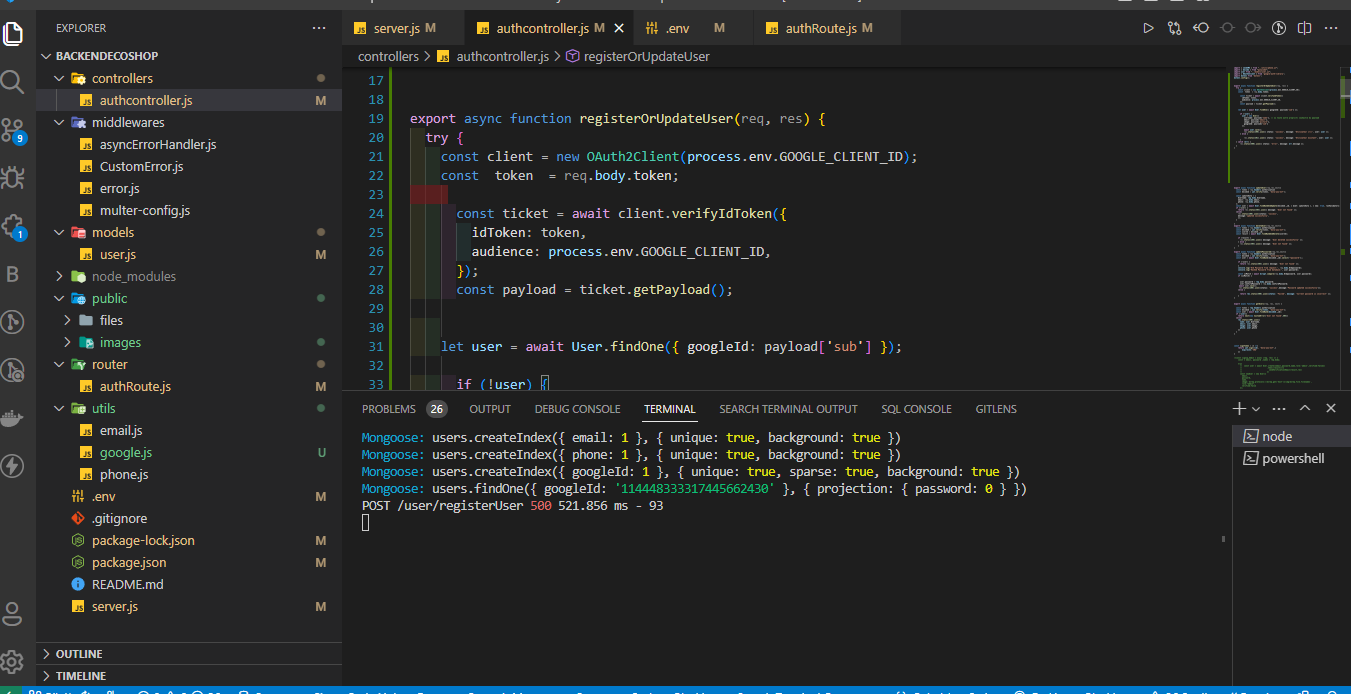 EXPLORER
BACKENDECOSHOP
controllers
authcontroller.js M
middlewares
asyncErrorHandler.js
CustomError.js
error.js
multer-config.js
models
user.js M
node_modules
public
files
images
router
authRoute.js M
utils
email.js
google.js U
phone.js
.env M
.gitignore
package-lock.json M
package.json M
README.md
server.js M
OUTLINE
TIMELINE
9
1
server.js M authcontroller.js M .env M authRoute.js M
controllers > authcontroller.js > registerOrUpdateUser
17
18
19 export async function registerOrUpdateUser(req, res) {
20 try {
21 const client = new OAuth2Client(process.env.GOOGLE_CLIENT_ID);
22 const token = req.body.token;
23
24 const ticket = await client.verifyIdToken({
25 idToken: token,
26 audience: process.env.GOOGLE_CLIENT_ID,
27 });
28 const payload = ticket.getPayload();
29
30
31 let user = await User.findOne({ googleId: payload['sub'] });
32
33 if (!user) {
PROBLEMS 26 OUTPUT DEBUG CONSOLE TERMINAL SEARCH TERMINAL OUTPUT SQL CONSOLE GITLENS
Mongoose: users.createIndex({ email: 1 }, { unique: true, background: true })
Mongoose: users.createIndex({ phone: 1 }, { unique: true, background: true })
Mongoose: users.createIndex({ googleId: 1 }, { unique: true, sparse: true, background: true })
Mongoose: users.findOne({ googleId: '114448333317445662430' }, { projection: { password: 0 } })
POST /user/registerUser 500 521.856 ms - 93
node
powershell